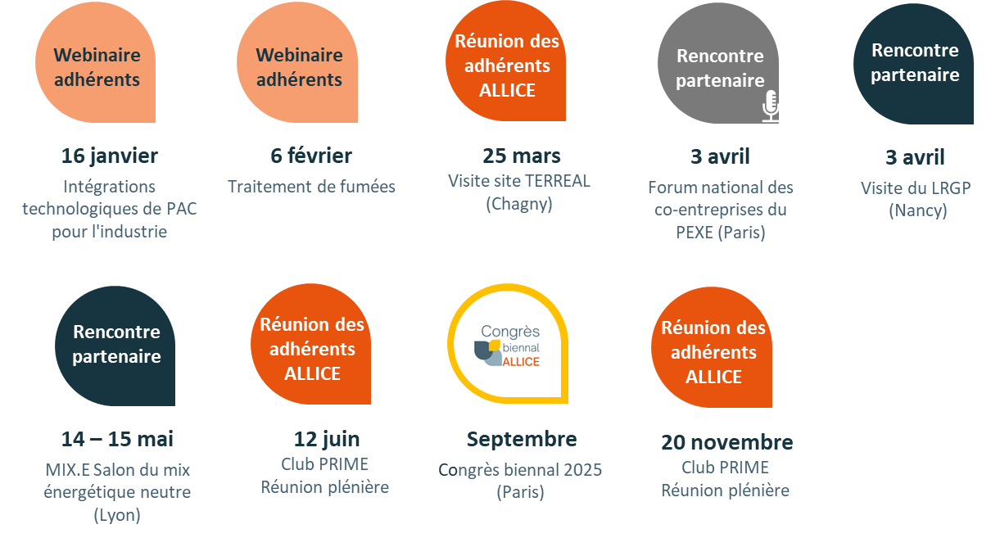 Webinaire
adhérents
16 janvier
Intégrations
technologiques de PAC
pour l'industrie
Webinaire
adhérents
6 février
Traitement de fumées
Réunion des
adhérents
ALLICE
25 mars
Visite site TERREAL
(Chagny)
Rencontre
partenaire
3 avril
Forum national des
co-entreprises du
PEXE (Paris)
Rencontre
partenaire
3 avril
Visite du LRGP
(Nancy)
Rencontre
partenaire
14 – 15 mai
MIX.E Salon du mix
énergétique neutre
(Lyon)
Réunion des
adhérents
ALLICE
12 juin
Club PRIME
Réunion plénière
Congrès
biennal
ALLICE
Septembre
Congrès biennal 2025
(Paris)
Réunion des
adhérents
ALLICE
20 novembre
Club PRIME
Réunion plénière